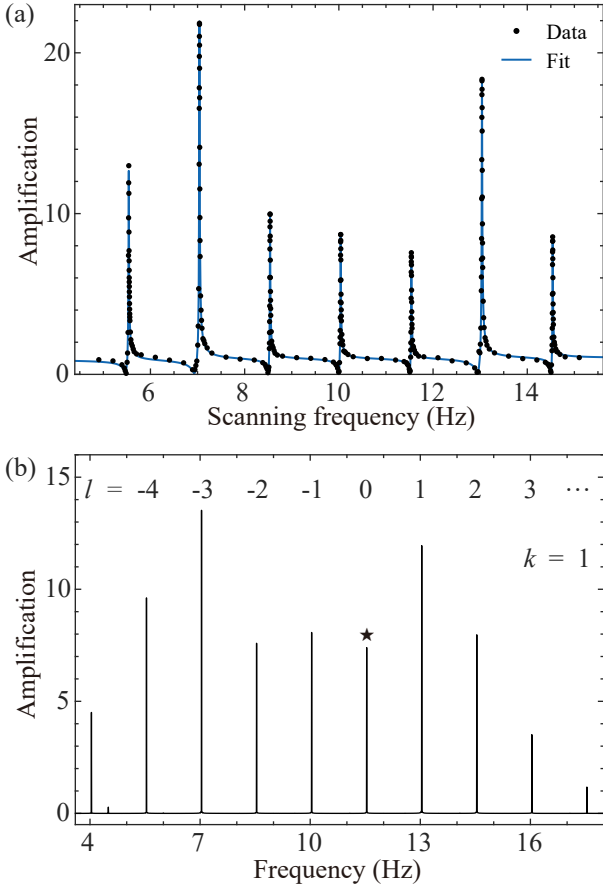 (a)
20
10
0
Amplification
Data
Fit
6 8 10 12 14
Scanning frequency (Hz)
(b)
15
10
5
0
Amplification
l = -4 -3 -2 -1 0 1 2 3 ⋯
k = 1
★
4 7 10 13 16
Frequency (Hz)